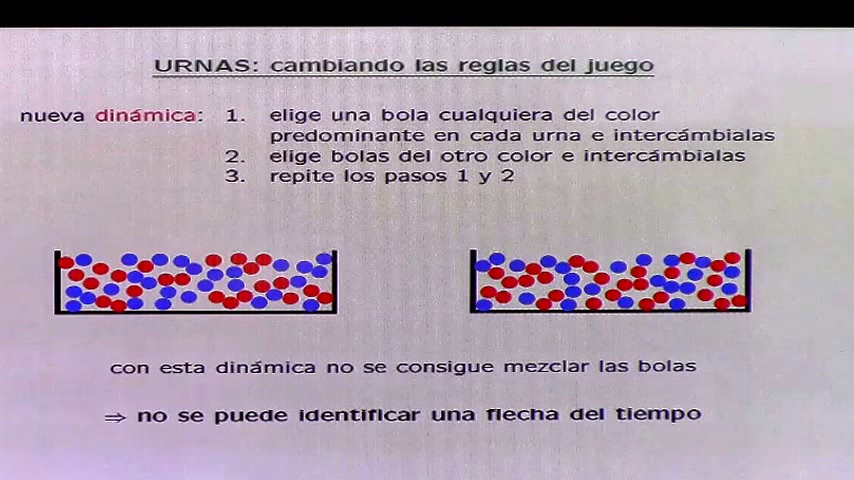 URNAS: cambiando las reglas del juego
nueva dinámica: 1. elige una bola cualquiera del color
predominante en cada urna e intercámbialas
2. elige bolas del otro color e intercámbialas
3. repite los pasos 1 y 2
con esta dinámica no se consigue mezclar las bolas
⇒ no se puede identificar una flecha del tiempo